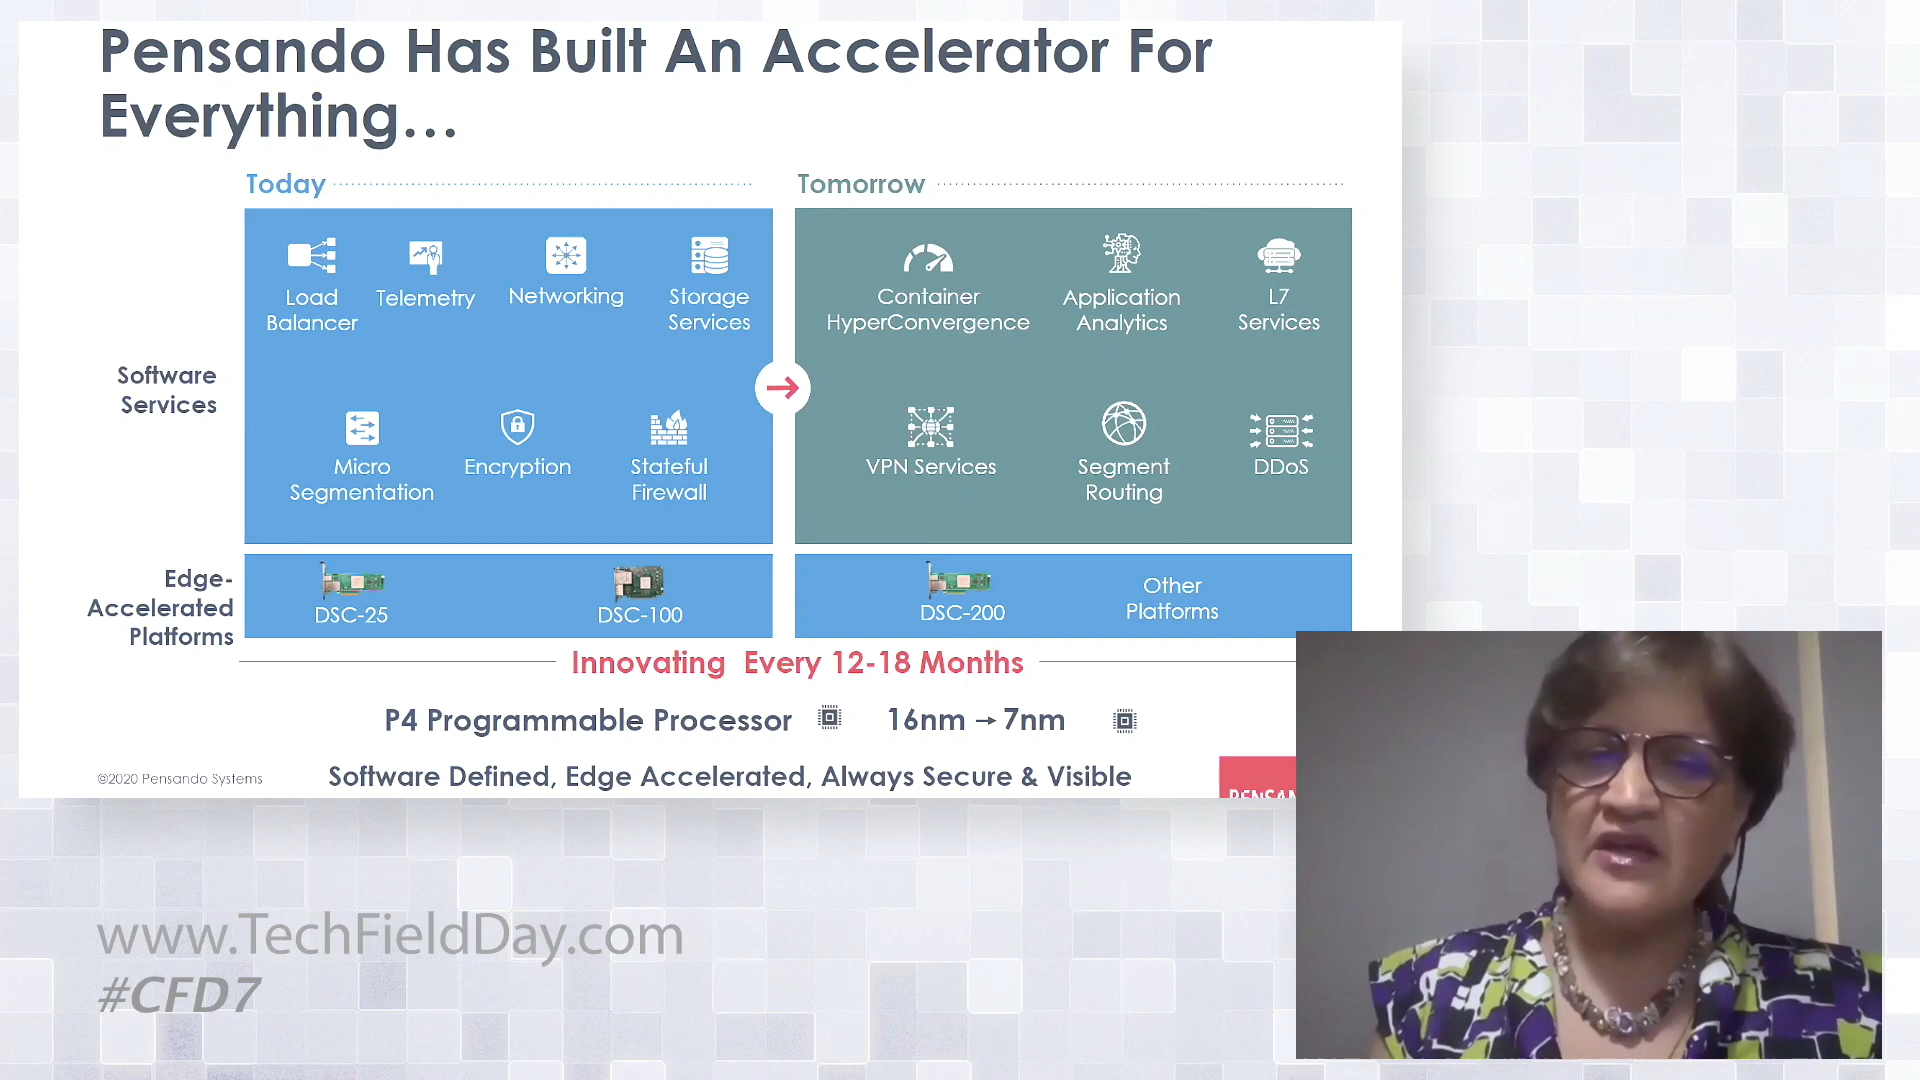 Pensando Has Built An Accelerator For
Everything...
Today
Tomorrow
Software
Services
Load
Balancer
Telemetry
Networking
Storage
Services
Micro
Segmentation
Encryption
Stateful
Firewall
Container
HyperConvergence
Application
Analytics
L7
Services
VPN Services
Segment
Routing
DDoS
Edge-
Accelerated
Platforms
DSC-25
DSC-100
DSC-200
Other
Platforms
Innovating Every 12-18 Months
P4 Programmable Processor
16nm → 7nm
©2020 Pensando Systems
Software Defined, Edge Accelerated, Always Secure & Visible
www.TechFieldDay.com
#CFD7